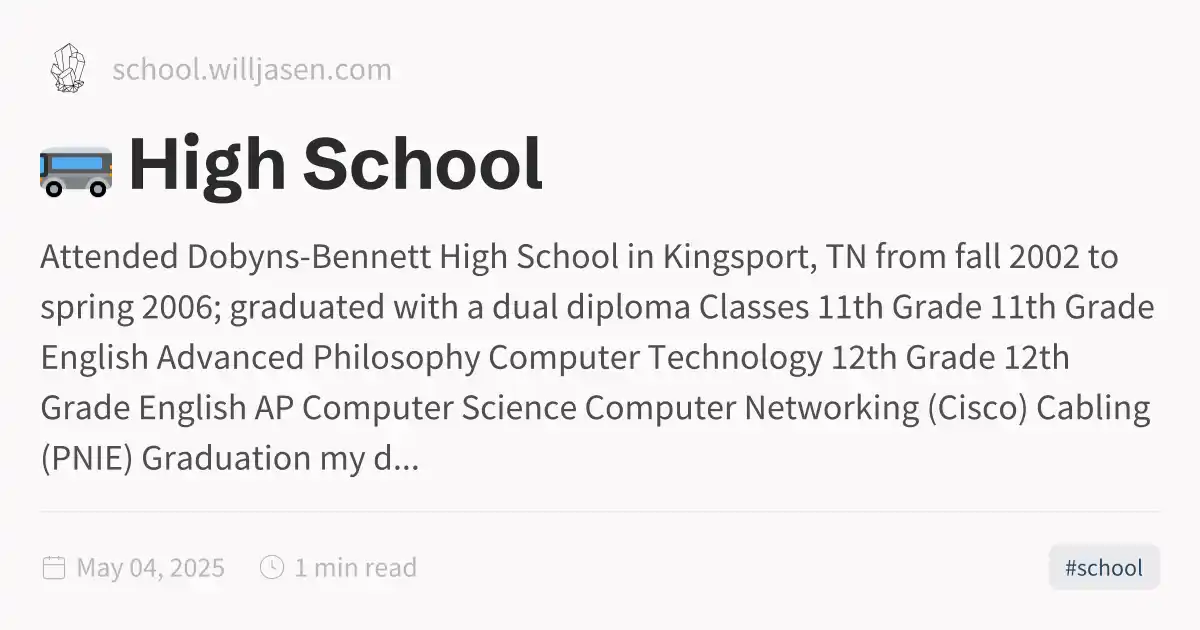 school.willjasen.com
High School
Attended Dobyns-Bennett High School in Kingsport, TN from fall 2002 to
spring 2006; graduated with a dual diploma Classes 11th Grade 11th Grade
English Advanced Philosophy Computer Technology 12th Grade 12th
Grade English AP Computer Science Computer Networking (Cisco) Cabling
(PNIE) Graduation my d...
May 04, 2025 1 min read #school